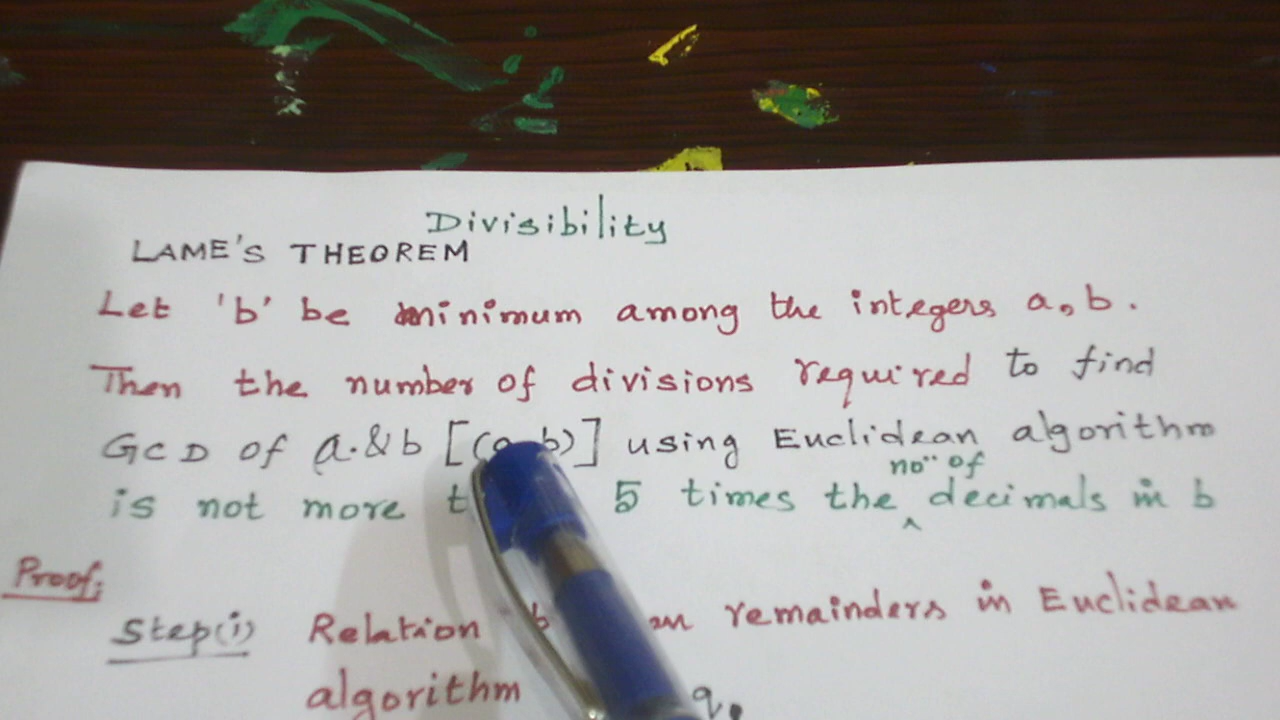 Divisibility
LAME'S THEOREM
Let 'b' be minimum among the integers a, b.
Then the number of divisions required to find
GCD of a.&b [(a b)] using Euclidean algorithm
no" of
is not more 5 times the ^ decimals in b
Proof:
Step(i) Relation remainders in Euclidean
algorithm q.